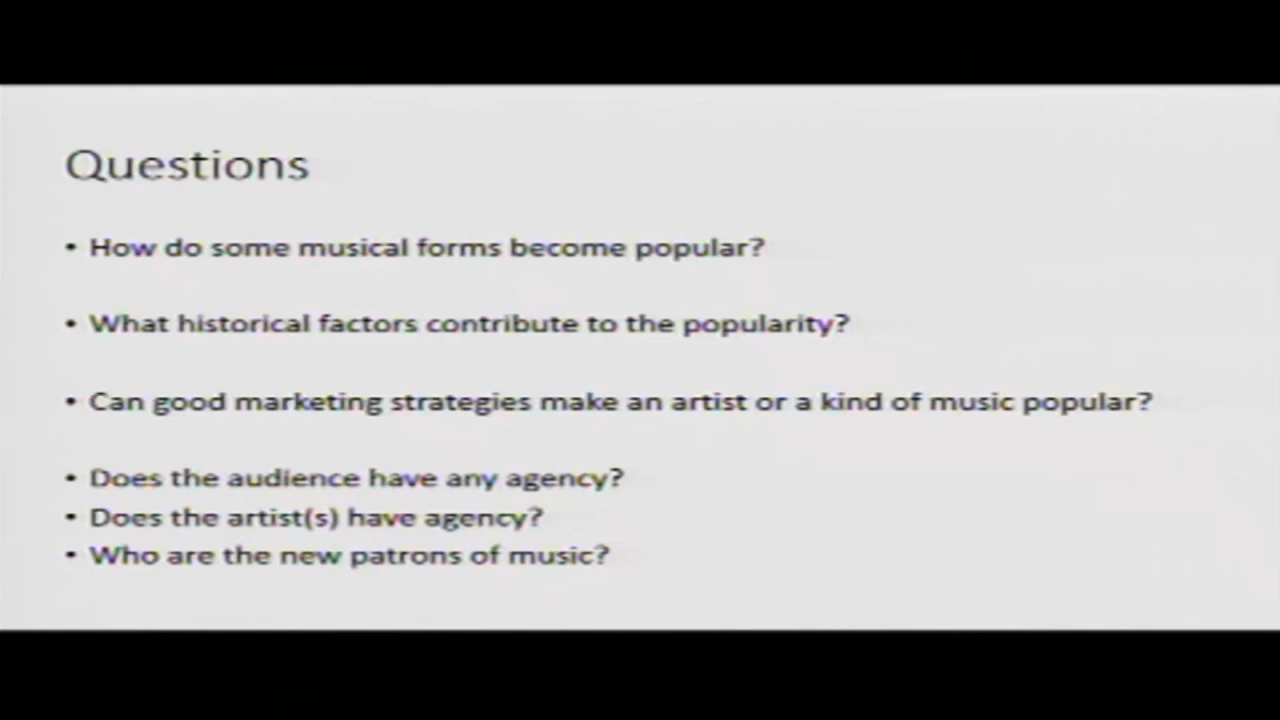 Questions
• How do some musical forms become popular?
• What historical factors contribute to the popularity?
• Can good marketing strategies make an artist or a kind of music popular?
• Does the audience have any agency?
• Does the artist(s) have agency?
• Who are the new patrons of music?